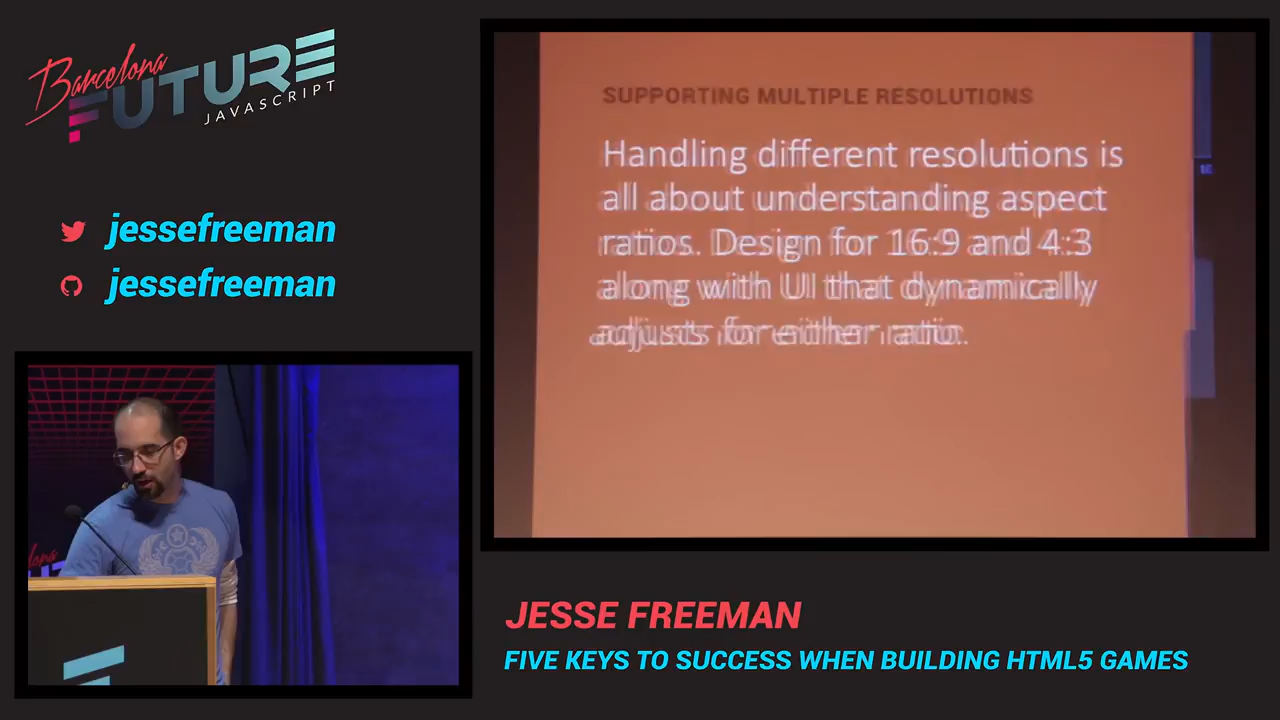 Barcelona
FUTURE
JAVASCRIPT
jessefreeman
jessefreeman
SUPPORTING MULTIPLE RESOLUTIONS
Handling different resolutions is
all about understanding aspect
ratios. Design for 16:9 and 4:3
along with UI that dynamically
adjusts for either ratio.
JESSE FREEMAN
FIVE KEYS TO SUCCESS WHEN BUILDING HTML5 GAMES